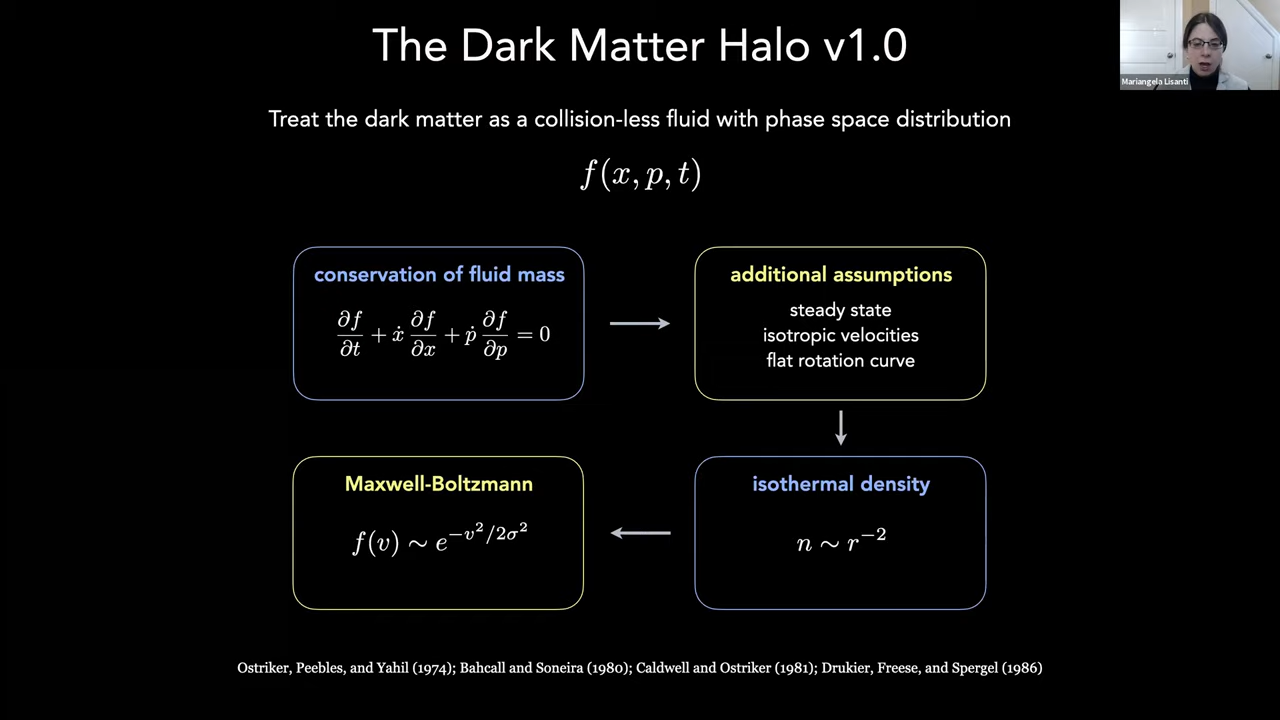 The Dark Matter Halo v1.0
Mariangela Lisanti
Treat the dark matter as a collision-less fluid with phase space distribution
f(x, p, t)
conservation of fluid mass
∂f/∂t + ẋ ∂f/∂x + ṗ ∂f/∂p = 0
additional assumptions
steady state
isotropic velocities
flat rotation curve
Maxwell-Boltzmann
f(v) ∼ e^{−v²/2σ²}
isothermal density
n ∼ r^{−2}
Ostriker, Peebles, and Yahil (1974); Bahcall and Soneira (1980); Caldwell and Ostriker (1981); Drukier, Freese, and Spergel (1986)